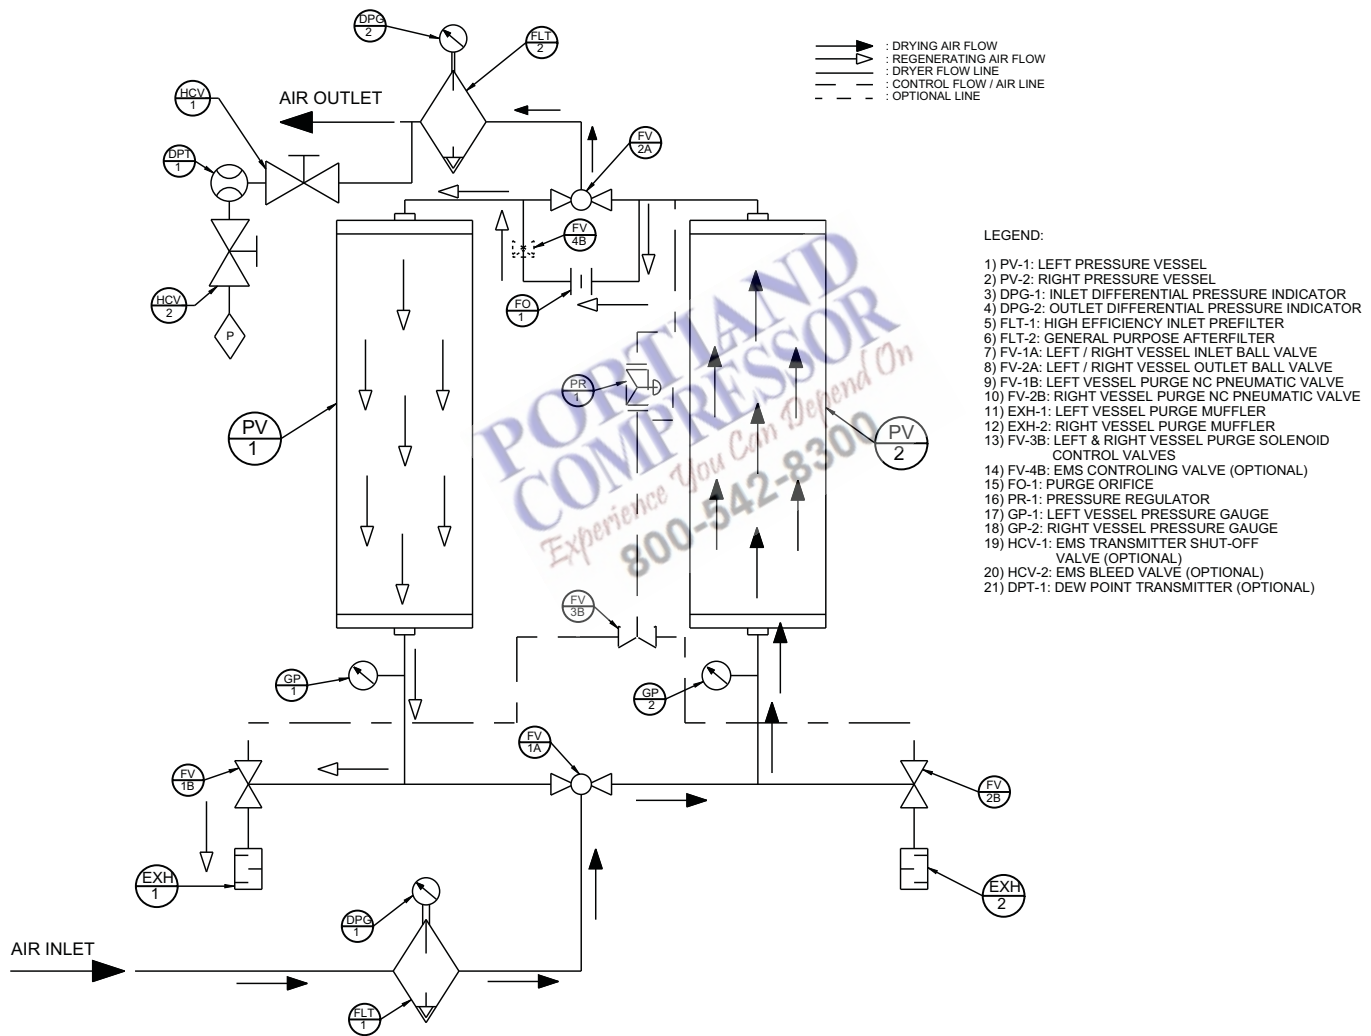 DPG
2
FLT
2
: DRYING AIR FLOW
: REGENERATING AIR FLOW
: DRYER FLOW LINE
: CONTROL FLOW / AIR LINE
: OPTIONAL LINE
HCV
1
AIR OUTLET
DPT
1
FV
2A
FV
4B
HCV
2
FO
1
P
LEGEND:
1) PV-1: LEFT PRESSURE VESSEL
2) PV-2: RIGHT PRESSURE VESSEL
3) DPG-1: INLET DIFFERENTIAL PRESSURE INDICATOR
4) DPG-2: OUTLET DIFFERENTIAL PRESSURE INDICATOR
5) FLT-1: HIGH EFFICIENCY INLET PREFILTER
6) FLT-2: GENERAL PURPOSE AFTERFILTER
7) FV-1A: LEFT / RIGHT VESSEL INLET BALL VALVE
8) FV-2A: LEFT / RIGHT VESSEL OUTLET BALL VALVE
9) FV-1B: LEFT VESSEL PURGE NC PNEUMATIC VALVE
10) FV-2B: RIGHT VESSEL PURGE NC PNEUMATIC VALVE
11) EXH-1: LEFT VESSEL PURGE MUFFLER
12) EXH-2: RIGHT VESSEL PURGE MUFFLER
13) FV-3B: LEFT & RIGHT VESSEL PURGE SOLENOID
CONTROL VALVES
14) FV-4B: EMS CONTROLING VALVE (OPTIONAL)
15) FO-1: PURGE ORIFICE
16) PR-1: PRESSURE REGULATOR
17) GP-1: LEFT VESSEL PRESSURE GAUGE
18) GP-2: RIGHT VESSEL PRESSURE GAUGE
19) HCV-1: EMS TRANSMITTER SHUT-OFF
VALVE (OPTIONAL)
20) HCV-2: EMS BLEED VALVE (OPTIONAL)
21) DPT-1: DEW POINT TRANSMITTER (OPTIONAL)
PR
1
PV
1
PV
2
PORTLAND
COMPRESSOR
Experience You Can Depend On
800-542-8300
FV
3B
GP
1
GP
2
FV
1A
FV
1B
FV
2B
EXH
1
EXH
2
DPG
1
AIR INLET
FLT
1